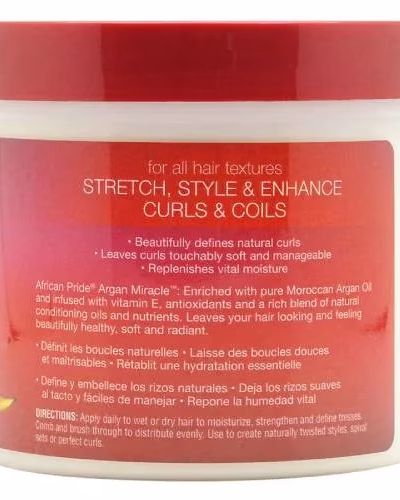 for all hair textures
STRETCH, STYLE & ENHANCE
CURLS & COILS
• Beautifully defines natural curls
• Leaves curls touchably soft and manageable
• Replenishes vital moisture
African Pride® Argan Miracle™: Enriched with pure Moroccan Argan Oil
and infused with vitamin E, antioxidants and a rich blend of natural
conditioning oils and nutrients. Leaves your hair looking and feeling
beautifully healthy, soft and radiant.
• Définit les boucles naturelles • Laisse des boucles douces
et maîtrisables • Rétablit une hydratation essentielle
• Define y embellece los rizos naturales • Deja los rizos suaves
al tacto y fáciles de manejar • Repone la humedad vital
DIRECTIONS: Apply daily to wet or dry hair to moisturize, strengthen and define tresses.
Comb and brush through to distribute evenly. Use to create naturally twisted styles, spiral
sets or perfect curls.